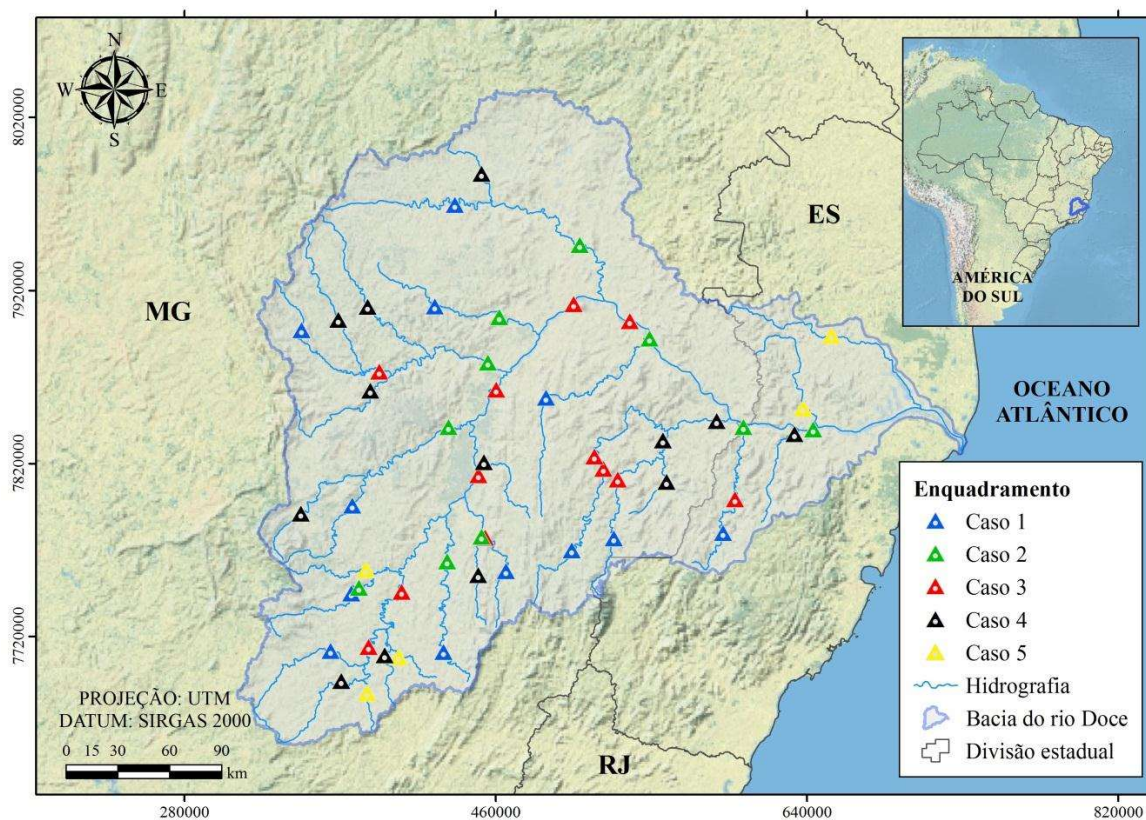 N
W E
S
8020000
7920000
7820000
7720000
MG
ES
RJ
AMÉRICA
DO SUL
OCEANO
ATLÂNTICO
Enquadramento
Caso 1
Caso 2
Caso 3
Caso 4
Caso 5
Hidrografia
Bacia do rio Doce
Divisão estadual
PROJEÇÃO: UTM
DATUM: SIRGAS 2000
0 15 30 60 90
km
280000 460000 640000 820000